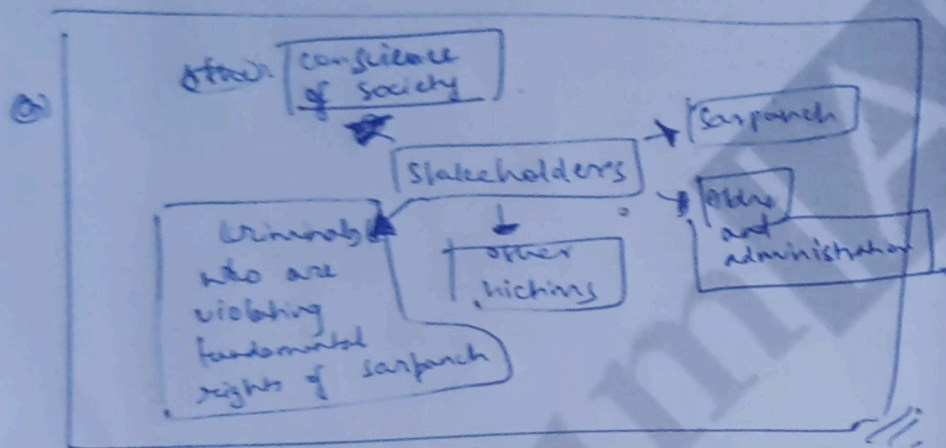 conscience
of society
Stakeholders
Sarpanch
and
administration
other
victims
criminals
who are
violating
fundamental
rights of sarpanch